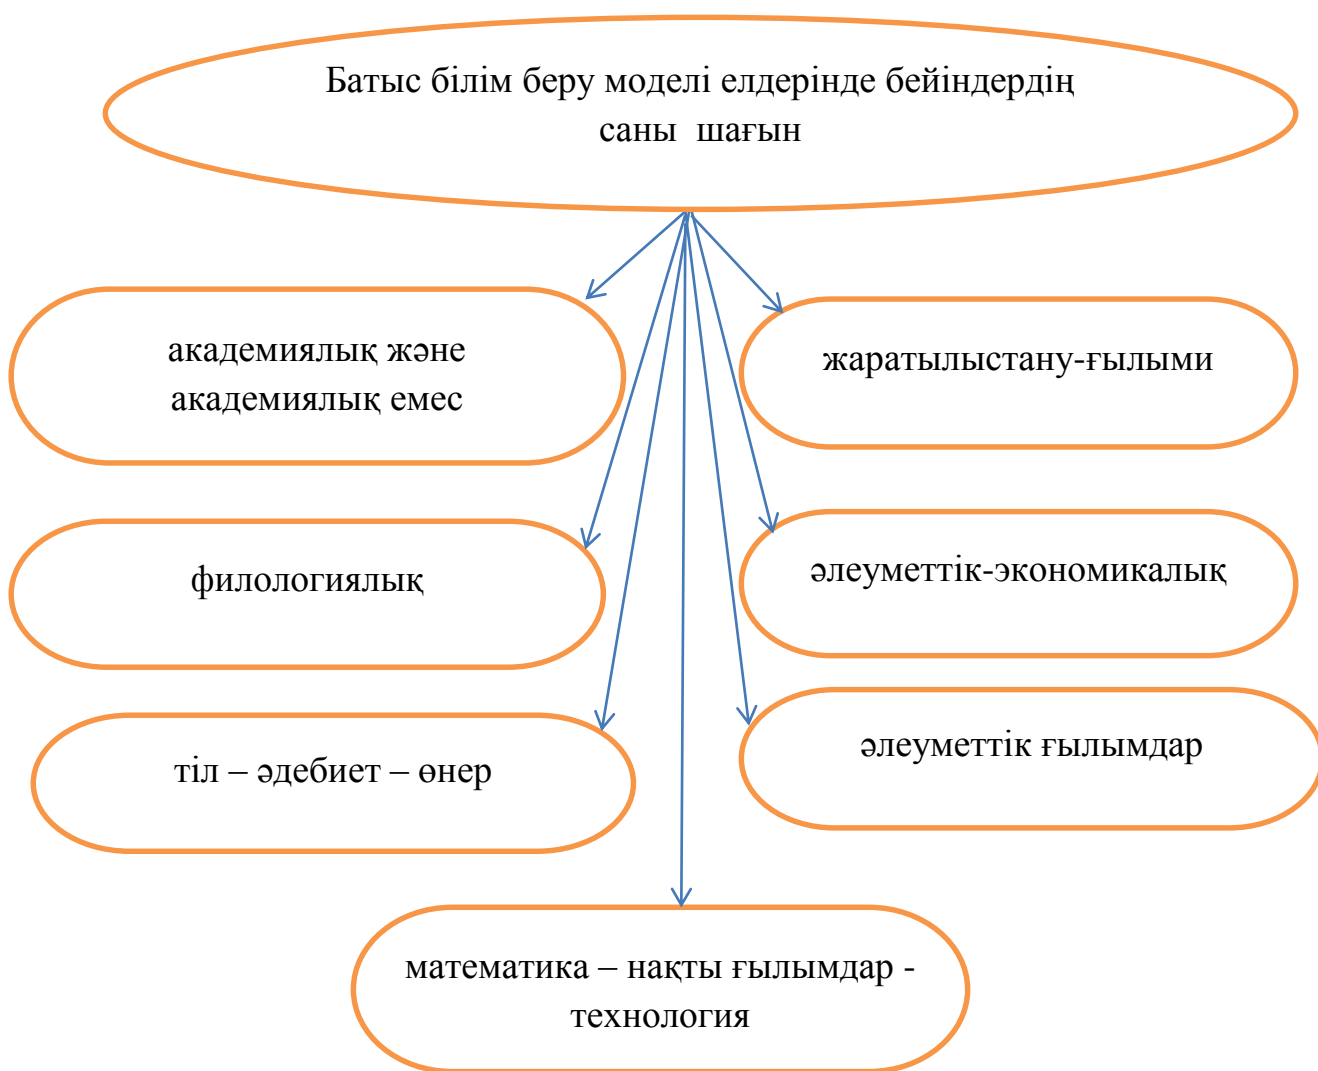 Батыс білім беру моделі елдерінде бейіндердің
саны шағын
академиялық және
академиялық емес
жаратылыстану-ғылыми
филологиялық
әлеуметтік-экономикалық
тіл – әдебиет – өнер
әлеуметтік ғылымдар
математика – нақты ғылымдар -
технология